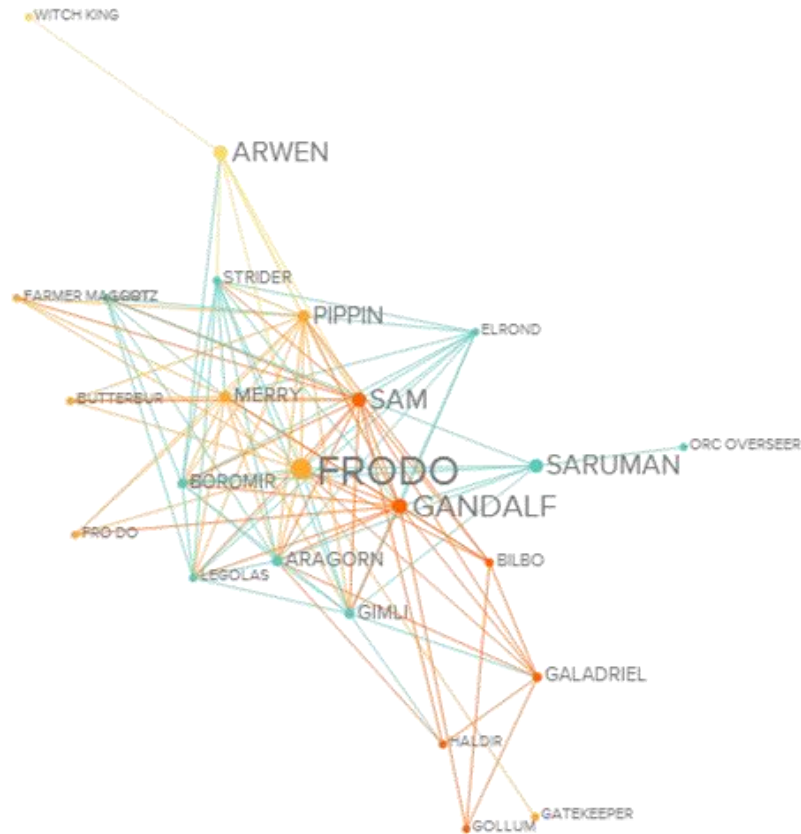 WITCH KING
ARWEN
STRIDER
FARMER MAGGOTZ
PIPPIN
ELROND
BUTTERBUR
MERRY
SAM
ORC OVERSEER
SARUMAN
FRODO
BOROMIR
GANDALF
FRO DO
ARAGORN
BILBO
LEGOLAS
GIMLI
GALADRIEL
HALDIR
GATEKEEPER
GOLLUM